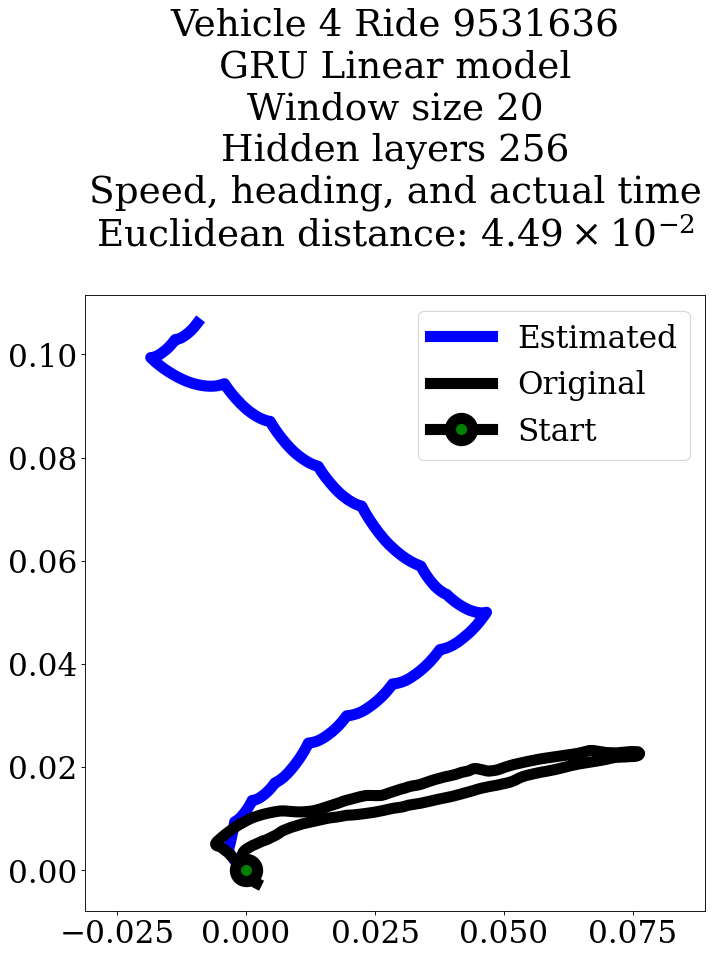 Vehicle 4 Ride 9531636
GRU Linear model
Window size 20
Hidden layers 256
Speed, heading, and actual time
Euclidean distance: 4.49 × 10⁻²
Estimated
Original
Start
0.10
0.08
0.06
0.04
0.02
0.00
−0.025 0.000 0.025 0.050 0.075